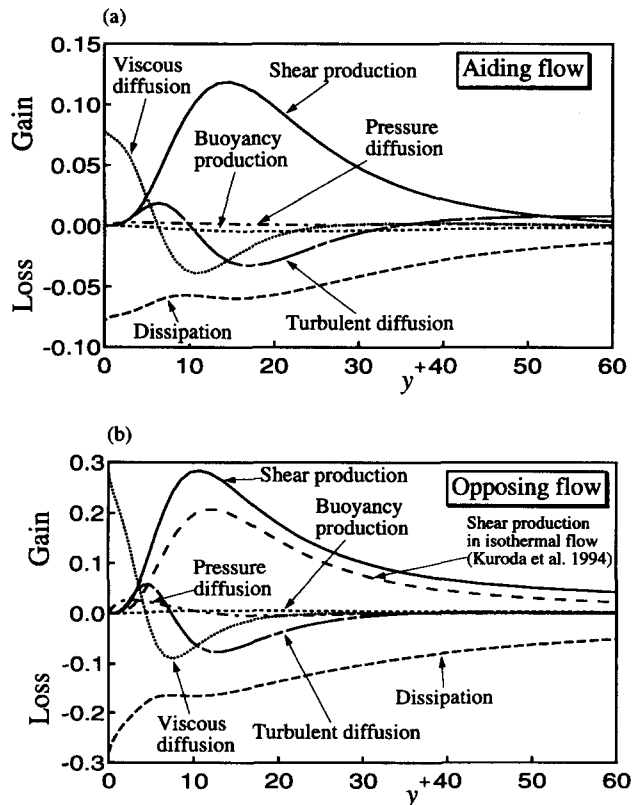 (a)
0.15
0.10
0.05
0.00
-0.05
-0.10
Gain
Loss
Viscous
diffusion
Shear production
Aiding flow
Buoyancy
production
Pressure
diffusion
Dissipation
Turbulent diffusion
0 10 20 30 40 50 60
y+
(b)
0.3
0.2
0.1
0.0
-0.1
-0.2
-0.3
Gain
Loss
Shear production
Opposing flow
Buoyancy
production
Shear production
in isothermal flow
(Kuroda et al. 1994)
Pressure
diffusion
Viscous
diffusion
Turbulent diffusion
Dissipation
0 10 20 30 40 50 60
y+